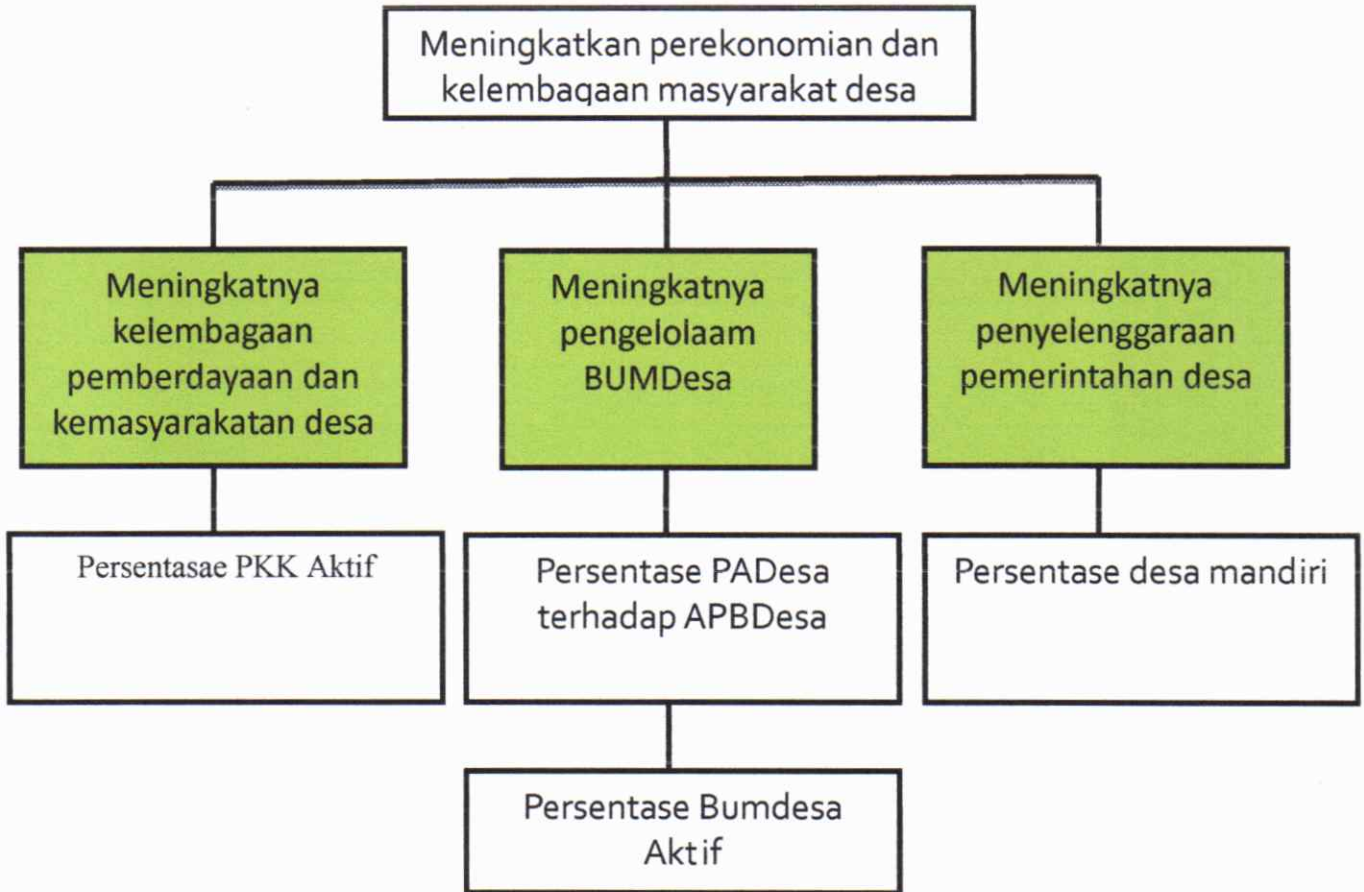 Meningkatkan perekonomian dan
kelembagaan masyarakat desa
Meningkatnya
kelembagaan
pemberdayaan dan
kemasyarakatan desa
Meningkatnya
pengelolaam
BUMDesa
Meningkatnya
penyelenggaraan
pemerintahan desa
Persentasae PKK Aktif
Persentase PADesa
terhadap APBDesa
Persentase desa mandiri
Persentase Bumdesa
Aktif